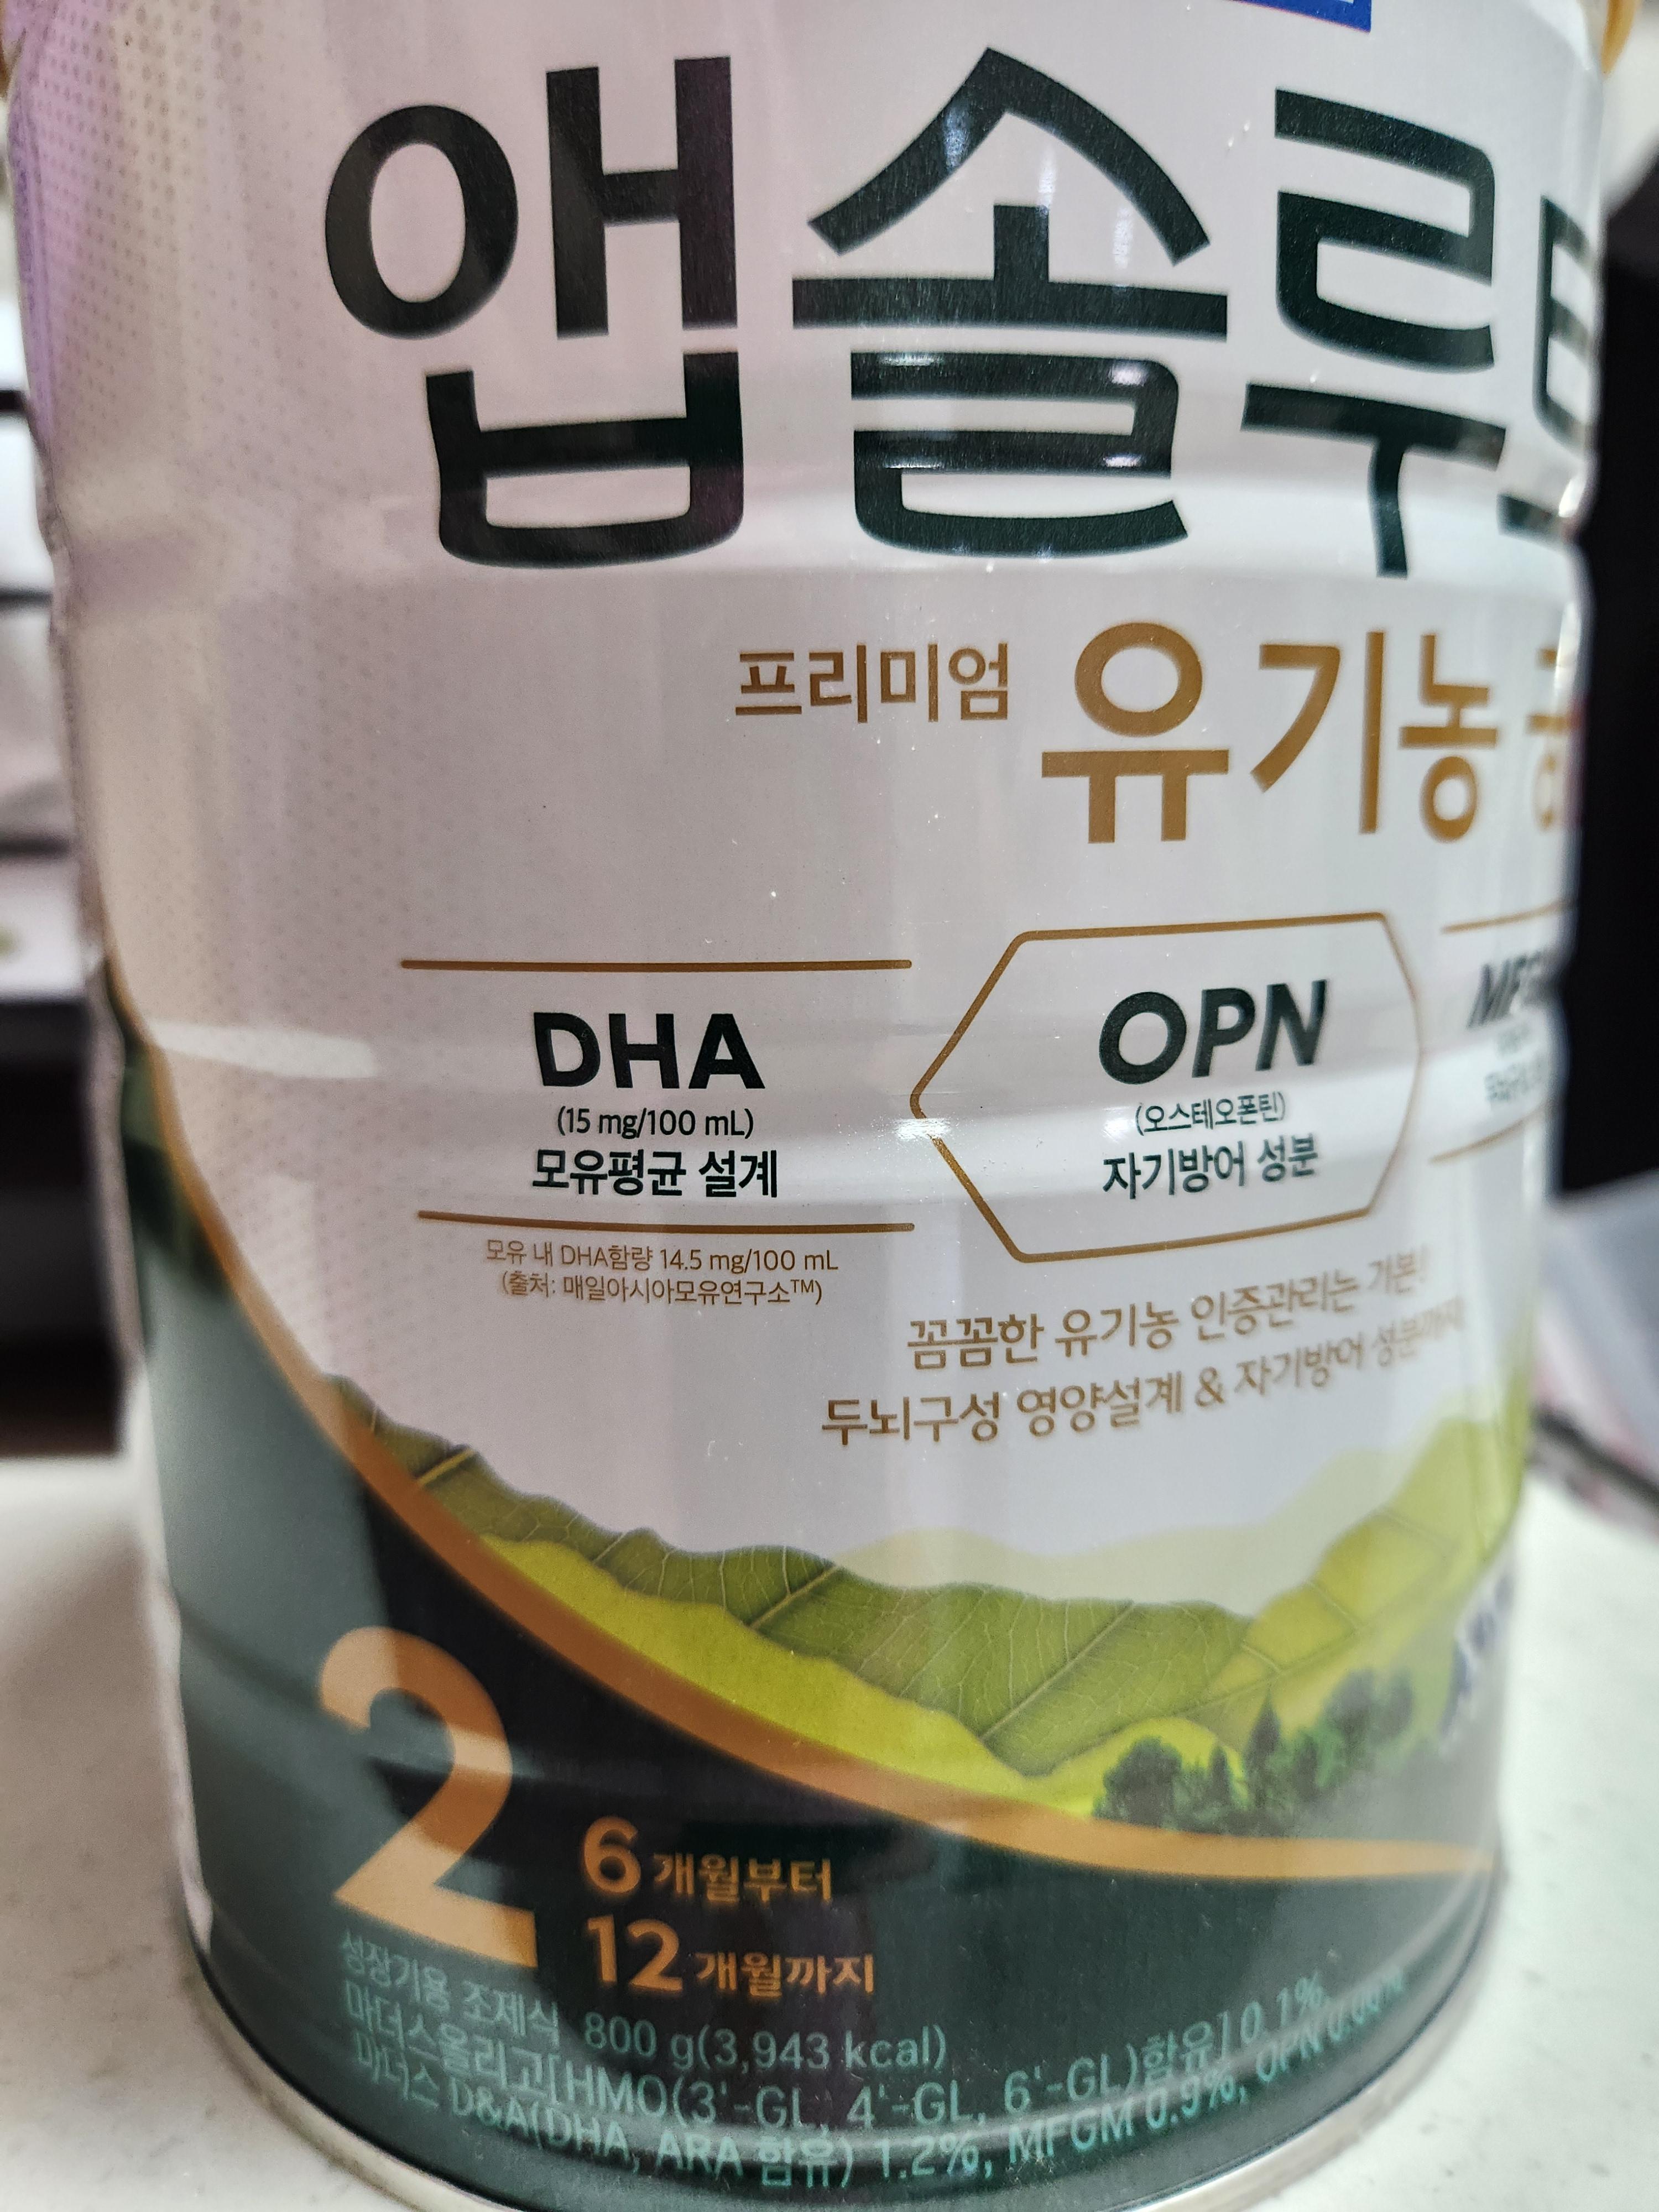 앱솔루트
프리미엄 유기농
DHA
(15 mg/100 mL)
모유평균 설계
모유 내 DHA함량 14.5 mg/100 mL
(출처: 매일아시아모유연구소™)
OPN
(오스테오폰틴)
자기방어 성분
꼼꼼한 유기농 인증관리는 기본!
두뇌구성 영양설계 & 자기방어 성분까지
2
6개월부터
12개월까지
성장기용 조제식 800 g(3,943 kcal)
마더스올리고[HMO(3'-GL, 4'-GL, 6'-GL)함유] 0.1%,
마더스 D&A(DHA, ARA 함유) 1.2%, MFGM 0.9%, OPN